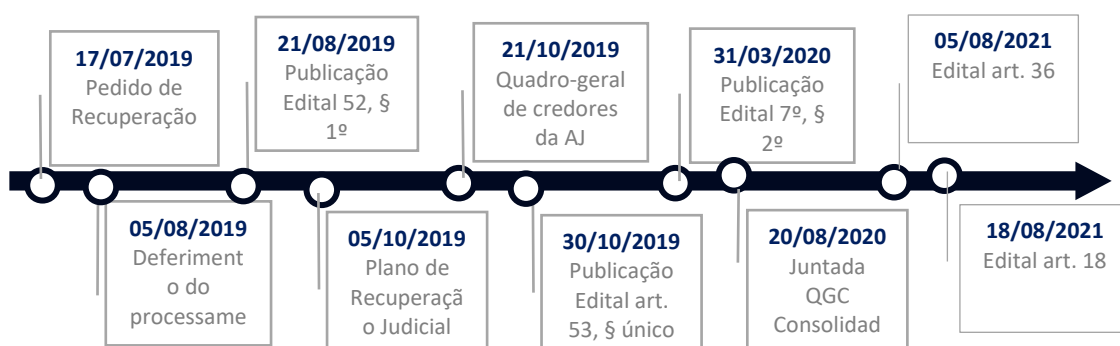 17/07/2019
Pedido de
Recuperação
21/08/2019
Publicação
Edital 52, §
1º
21/10/2019
Quadro-geral
de credores
da AJ
31/03/2020
Publicação
Edital 7º, §
2º
05/08/2021
Edital art. 36
05/08/2019
Deferiment
o do
processame
05/10/2019
Plano de
Recuperaçã
o Judicial
30/10/2019
Publicação
Edital art.
53, § único
20/08/2020
Juntada
QGC
Consolidad
18/08/2021
Edital art. 18